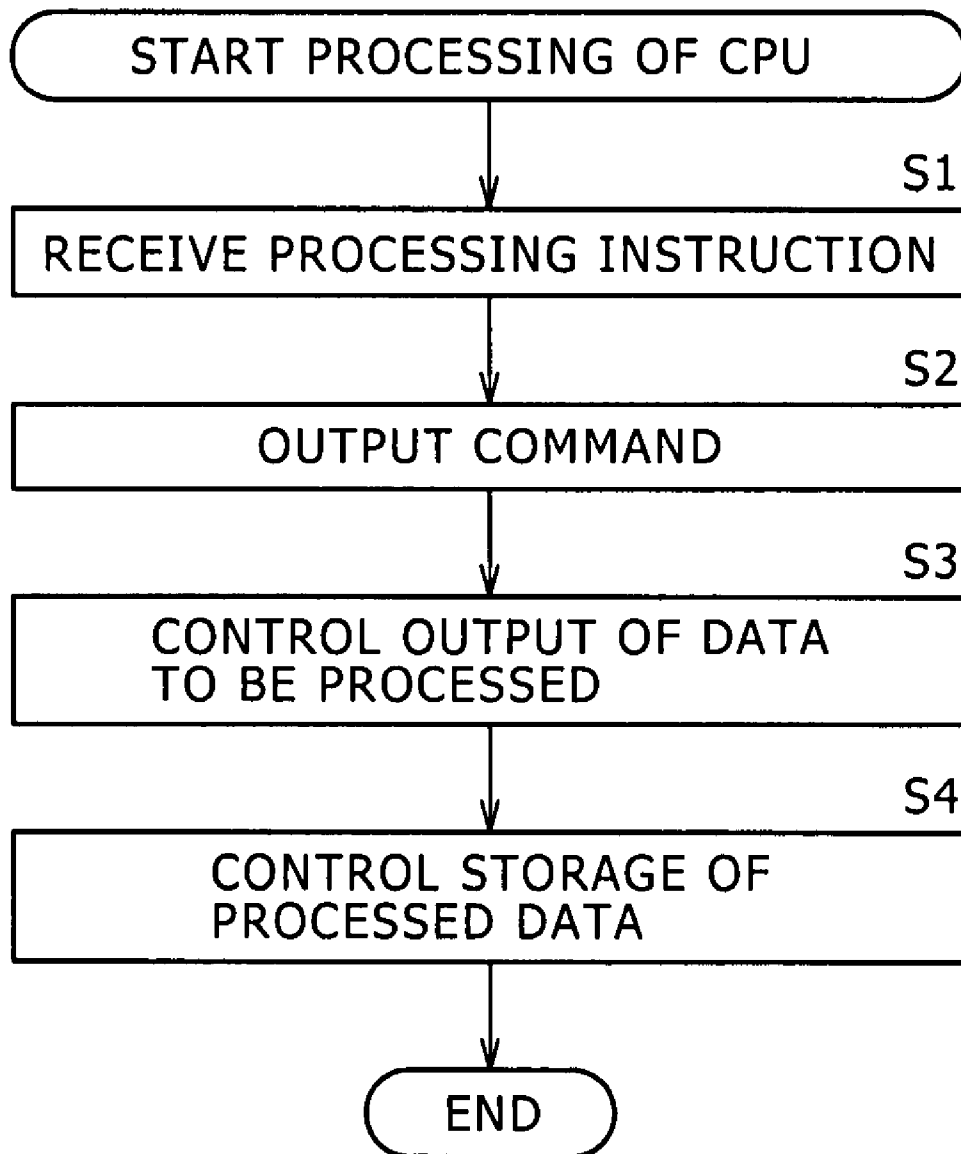 START PROCESSING OF CPU
S1
RECEIVE PROCESSING INSTRUCTION
S2
OUTPUT COMMAND
S3
CONTROL OUTPUT OF DATA
TO BE PROCESSED
S4
CONTROL STORAGE OF
PROCESSED DATA
END